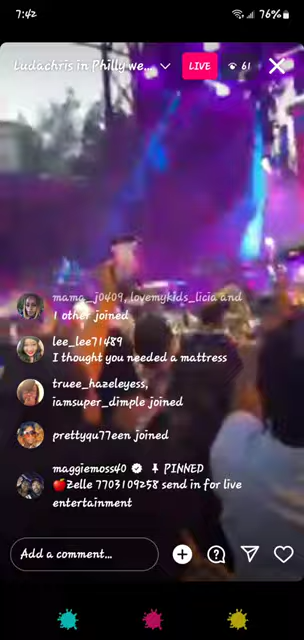 7:42
76%
Ludachris in Philly we...
LIVE
61
mama_j0409, lovemykids_licia and
1 other joined
lee_lee71489
I thought you needed a mattress
truee_hazeleyess,
iamsuper_dimple joined
prettyqu77een joined
maggiemoss40 PINNED
🍎Zelle 7703109258 send in for live
entertainment
Add a comment...